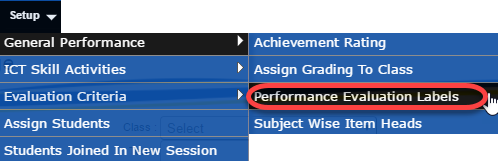 Setup
General Performance
Achievement Rating
ICT Skill Activities
Assign Grading To Class
Evaluation Criteria
Performance Evaluation Labels
Assign Students
Class
Select
Subject Wise Item Heads
Students Joined In New Session